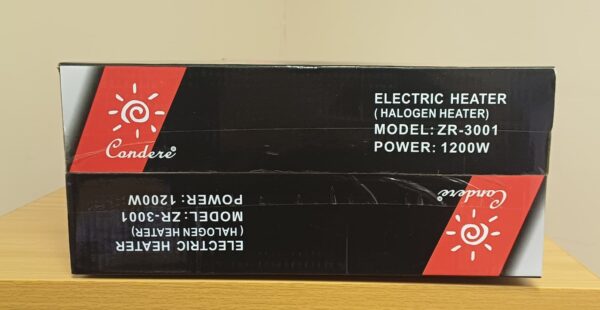 Condere®
ELECTRIC HEATER
( HALOGEN HEATER)
MODEL: ZR-3001
POWER: 1200W
Condere®
ELECTRIC HEATER
( HALOGEN HEATER)
MODEL: ZR-3001
POWER: 1200W